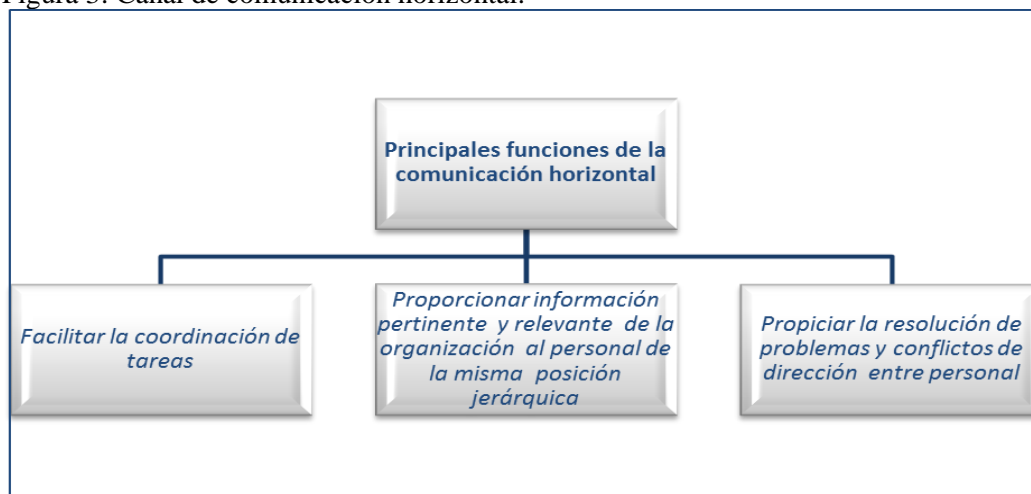 Figura 3. Canal de comunicación horizontal.
Principales funciones de la
comunicación horizontal
Facilitar la coordinación de
tareas
Proporcionar información
pertinente y relevante de la
organización al personal de
la misma posición
jerárquica
Propiciar la resolución de
problemas y conflictos de
dirección entre personal